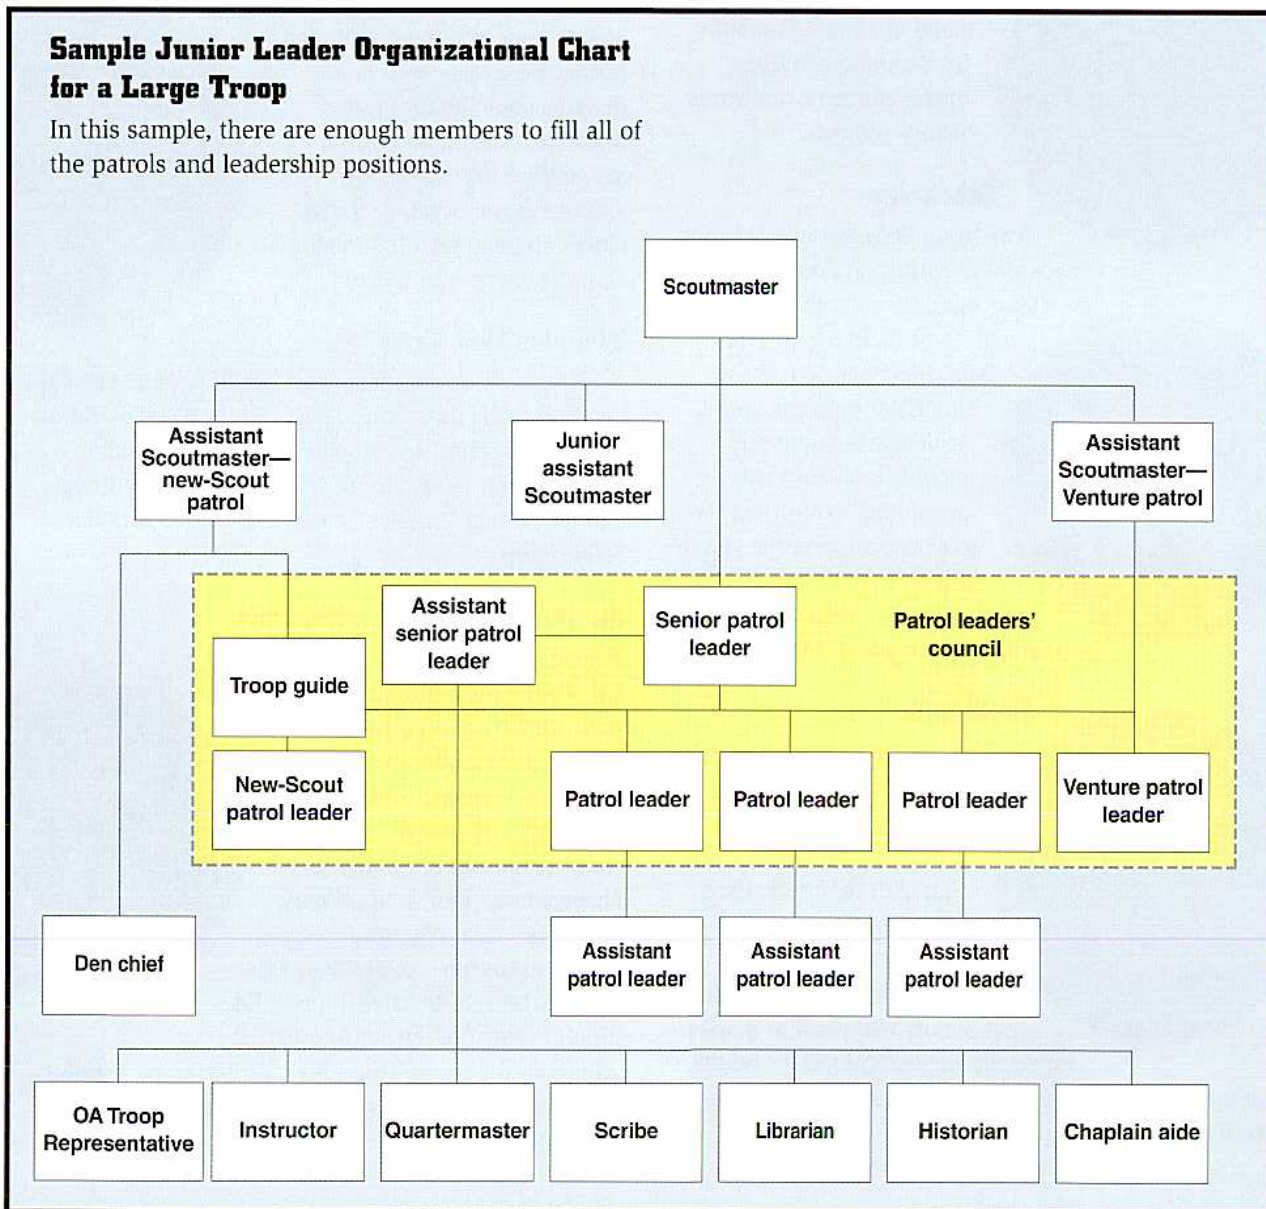 Sample Junior Leader Organizational Chart
for a Large Troop
In this sample, there are enough members to fill all of
the patrols and leadership positions.
Scoutmaster
Assistant
Scoutmaster—
new-Scout
patrol
Junior
assistant
Scoutmaster
Assistant
Scoutmaster—
Venture patrol
Assistant
senior patrol
leader
Senior patrol
leader
Patrol leaders'
council
Troop guide
New-Scout
patrol leader
Patrol leader
Patrol leader
Patrol leader
Venture patrol
leader
Den chief
Assistant
patrol leader
Assistant
patrol leader
Assistant
patrol leader
OA Troop
Representative
Instructor
Quartermaster
Scribe
Librarian
Historian
Chaplain aide